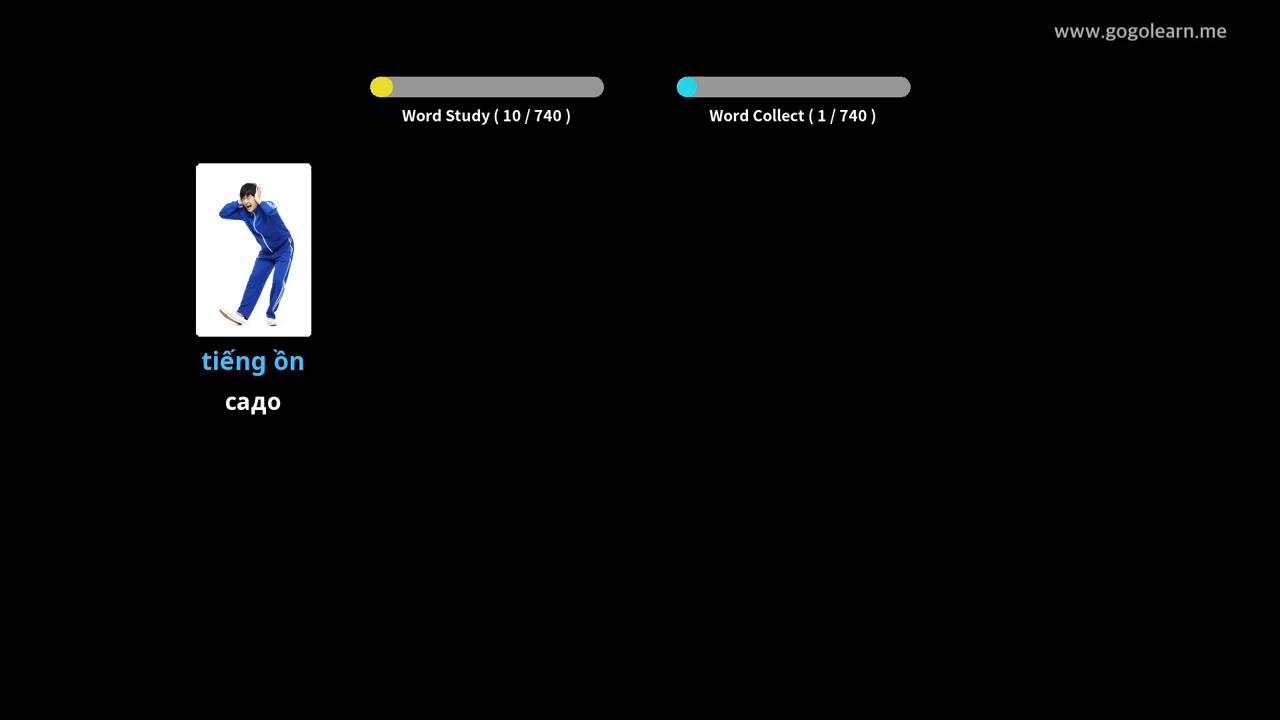 www.gogolearn.me
Word Study ( 10 / 740 )
Word Collect ( 1 / 740 )
tiếng ồn
садо